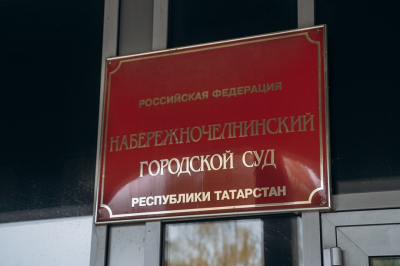 РОССИЙСКАЯ ФЕДЕРАЦИЯ
НАБЕРЕЖНОЧЕЛНИНСКИЙ
ГОРОДСКОЙ СУД
РЕСПУБЛИКИ ТАТАРСТАН